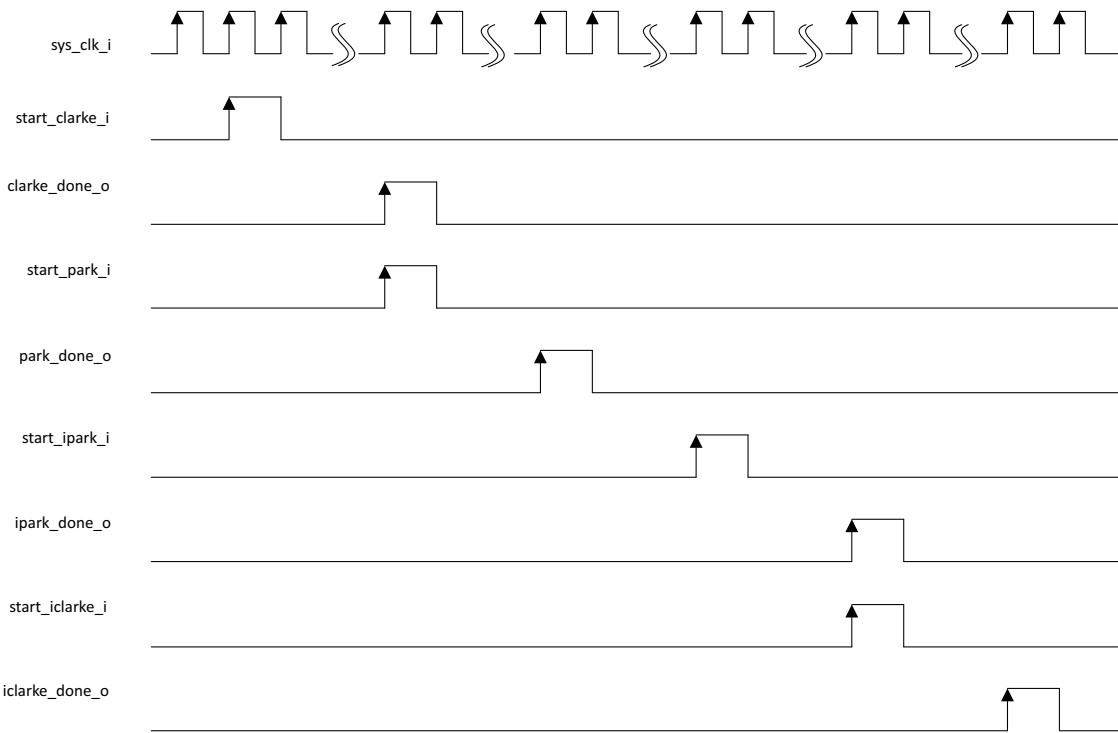 sys_clk_i
start_clarke_i
clarke_done_o
start_park_i
park_done_o
start_ipark_i
ipark_done_o
start_iclarke_i
iclarke_done_o